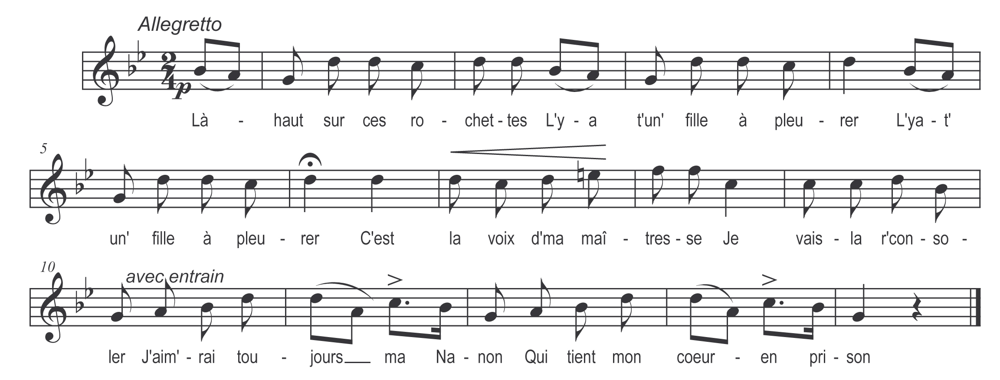 Allegretto
p
Là - haut sur ces ro - chet - tes L'y - a t'un' fille à pleu - rer L'ya - t'
5
un' fille à pleu - rer C'est la voix d'ma maî - tres - se Je vais - la r'con - so -
10
avec entrain
ler J'aim' - rai tou - jours___ ma Na - non Qui tient mon coeur - en pri - son